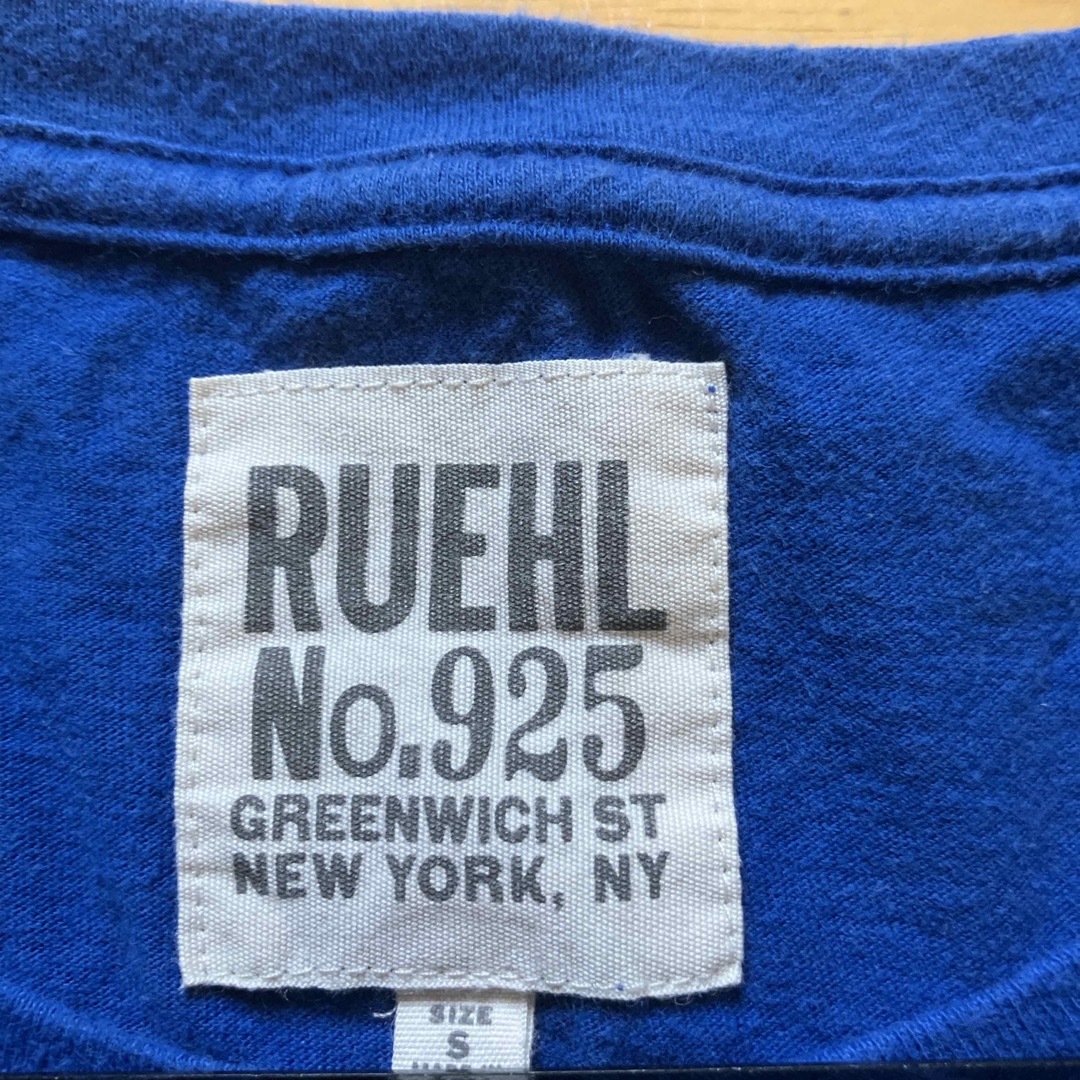 RUEHL
No.925
GREENWICH ST
NEW YORK, NY
SIZE
S